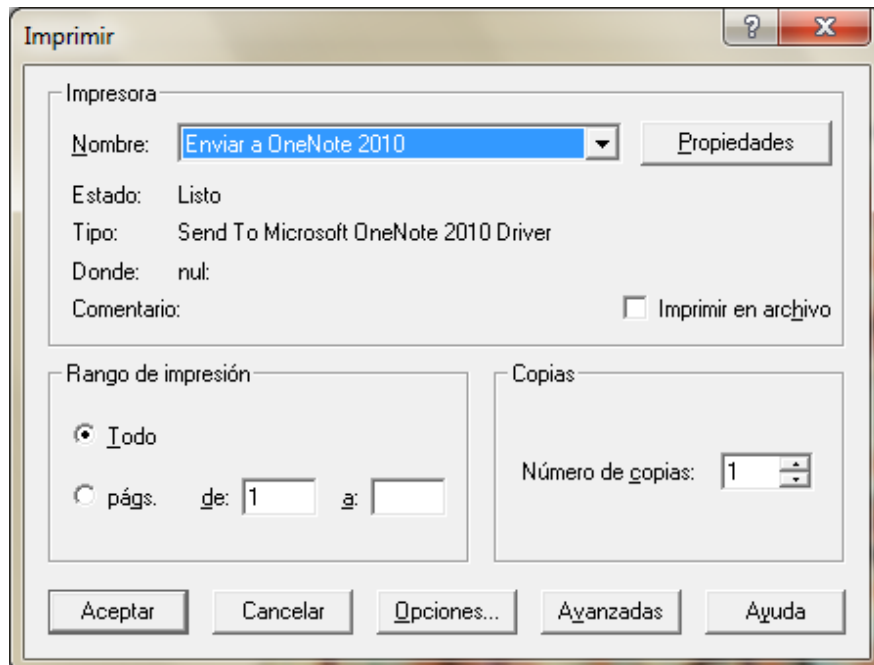 Imprimir
Impresora
Nombre: Enviar a OneNote 2010 Propiedades
Estado: Listo
Tipo: Send To Microsoft OneNote 2010 Driver
Donde: nul:
Comentario: Imprimir en archivo
Rango de impresión Copias
Todo
Número de copias: 1
págs. de: 1 a:
Aceptar Cancelar Opciones... Avanzadas Ayuda